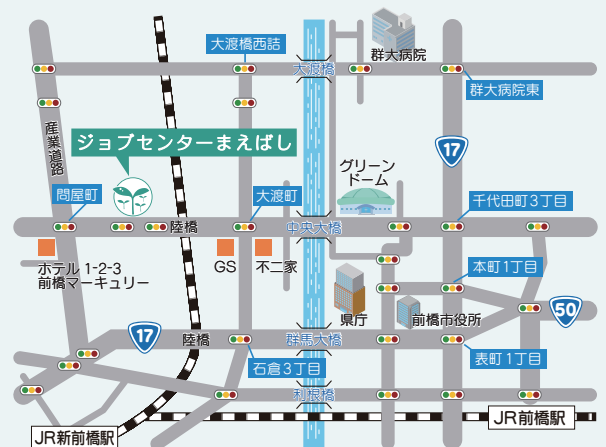 大渡橋西詰
群大病院
大渡橋
群大病院東
産業道路
ジョブセンターまえばし
17
グリーン
ドーム
問屋町
大渡町
千代田町3丁目
陸橋
中央大橋
ホテル 1-2-3
前橋マーキュリー
GS
不二家
本町1丁目
県庁
前橋市役所
50
17
陸橋
群馬大橋
石倉3丁目
表町1丁目
利根橋
JR前橋駅
JR新前橋駅